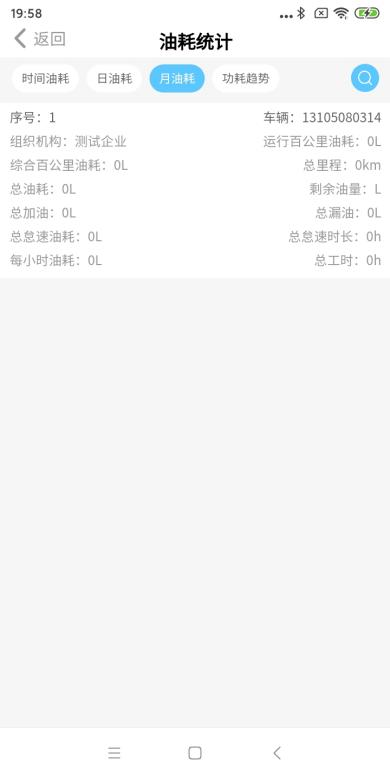 19:58
返回
油耗统计
时间油耗 日油耗 月油耗 功耗趋势
序号：1 车辆：13105080314
组织机构：测试企业 运行百公里油耗：0L
综合百公里油耗：0L 总里程：0km
总油耗：0L 剩余油量：L
总加油：0L 总漏油：0L
总怠速油耗：0L 总怠速时长：0h
每小时油耗：0L 总工时：0h